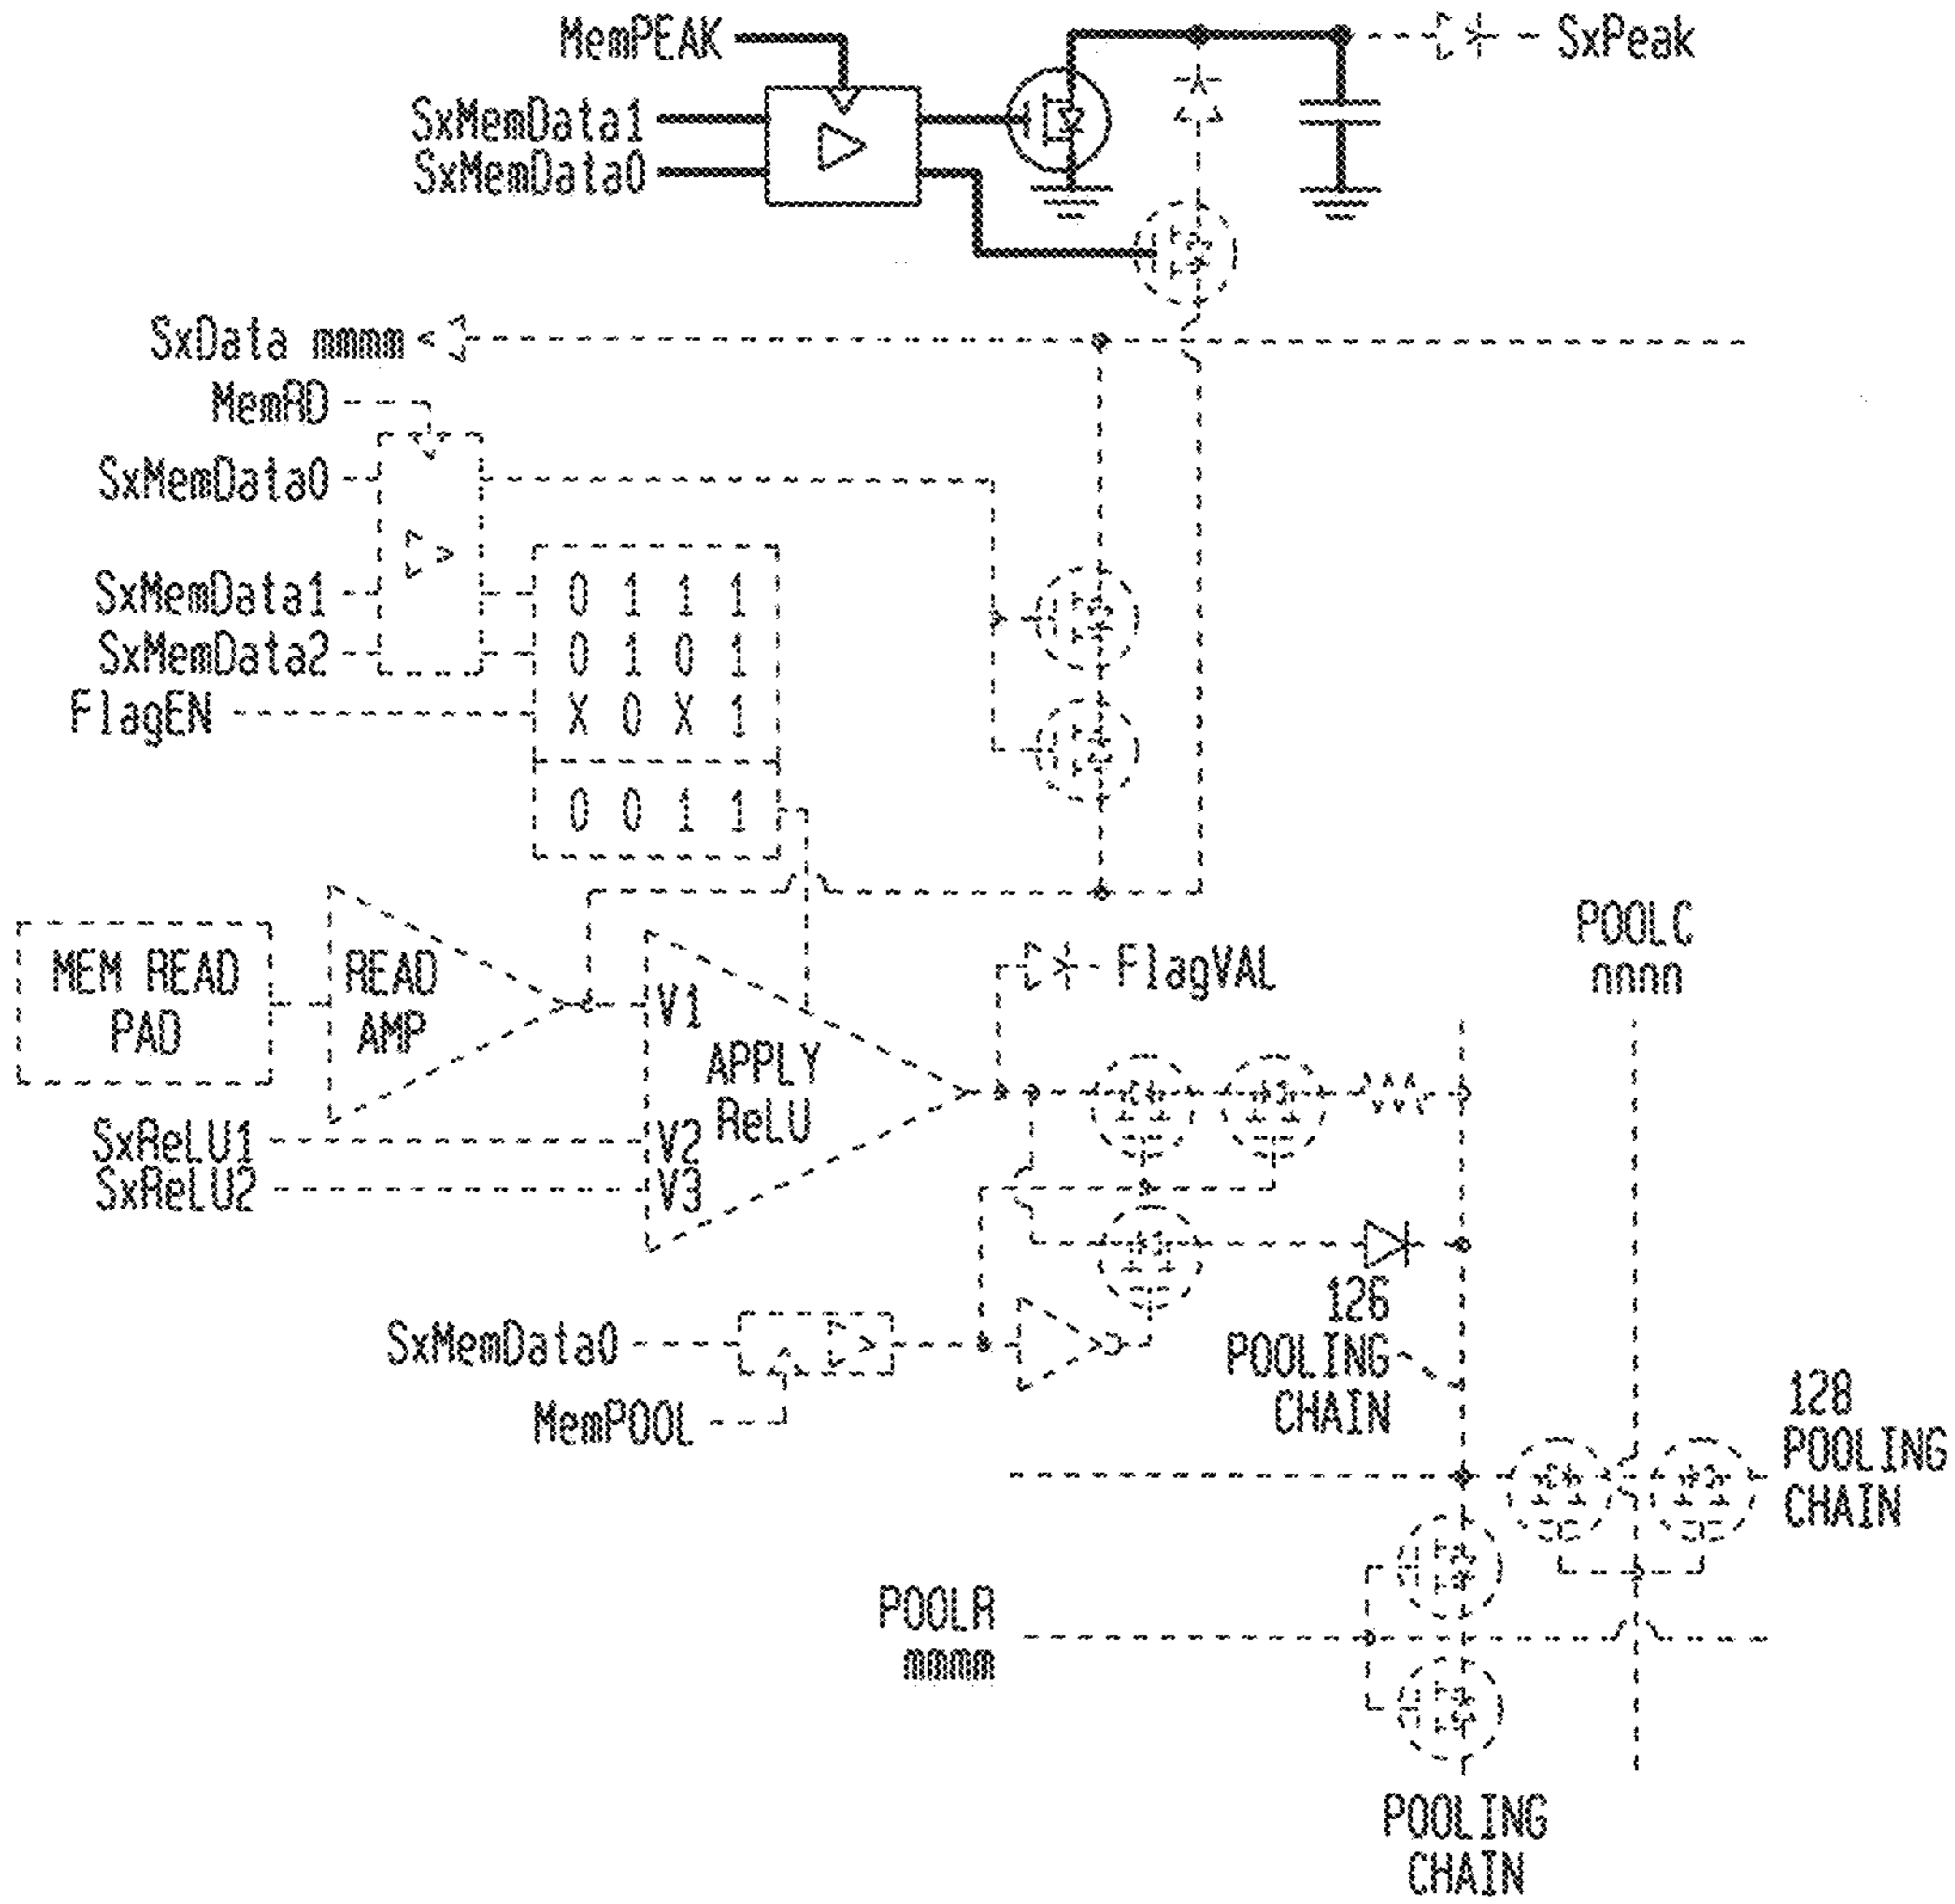 MemPEAK
SxPeak
SxMemData1
SxMemData0
SxData mmmm
MemRD
SxMemData0
SxMemData1
SxMemData2
FlagEN
0 1 1 1
0 1 0 1
X 0 X 1
0 0 1 1
MEM READ
PAD
READ
AMP
V1
APPLY
ReLU
V2
V3
SxReLU1
SxReLU2
FlagVAL
POOLC
nnnn
126
POOLING
CHAIN
SxMemData0
MemPOOL
128
POOLING
CHAIN
POOLR
mmmm
POOLING
CHAIN